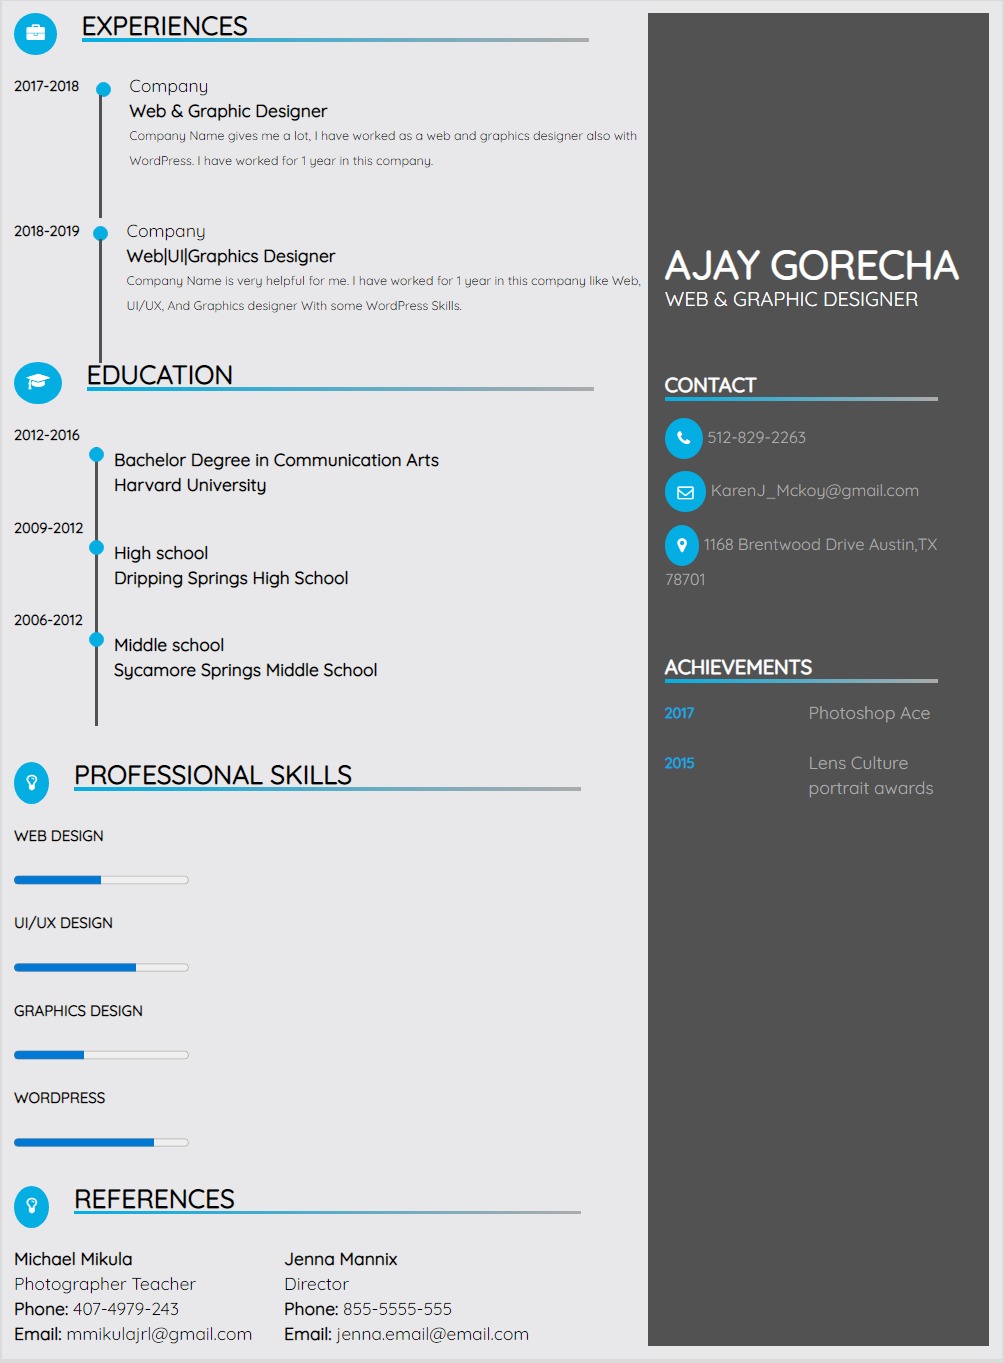 EXPERIENCES
2017-2018
Company
Web & Graphic Designer
Company Name gives me a lot, I have worked as a web and graphics designer also with
WordPress. I have worked for 1 year in this company.
2018-2019
Company
Web|UI|Graphics Designer
Company Name is very helpful for me. I have worked for 1 year in this company like Web,
UI/UX, And Graphics designer With some WordPress Skills.
EDUCATION
2012-2016
Bachelor Degree in Communication Arts
Harvard University
2009-2012
High school
Dripping Springs High School
2006-2012
Middle school
Sycamore Springs Middle School
PROFESSIONAL SKILLS
WEB DESIGN
UI/UX DESIGN
GRAPHICS DESIGN
WORDPRESS
REFERENCES
Michael Mikula
Photographer Teacher
Phone: 407-4979-243
Email: mmikulajrl@gmail.com
Jenna Mannix
Director
Phone: 855-5555-555
Email: jenna.email@email.com
AJAY GORECHA
WEB & GRAPHIC DESIGNER
CONTACT
512-829-2263
KarenJ_Mckoy@gmail.com
1168 Brentwood Drive Austin,TX
78701
ACHIEVEMENTS
2017 Photoshop Ace
2015 Lens Culture
portrait awards